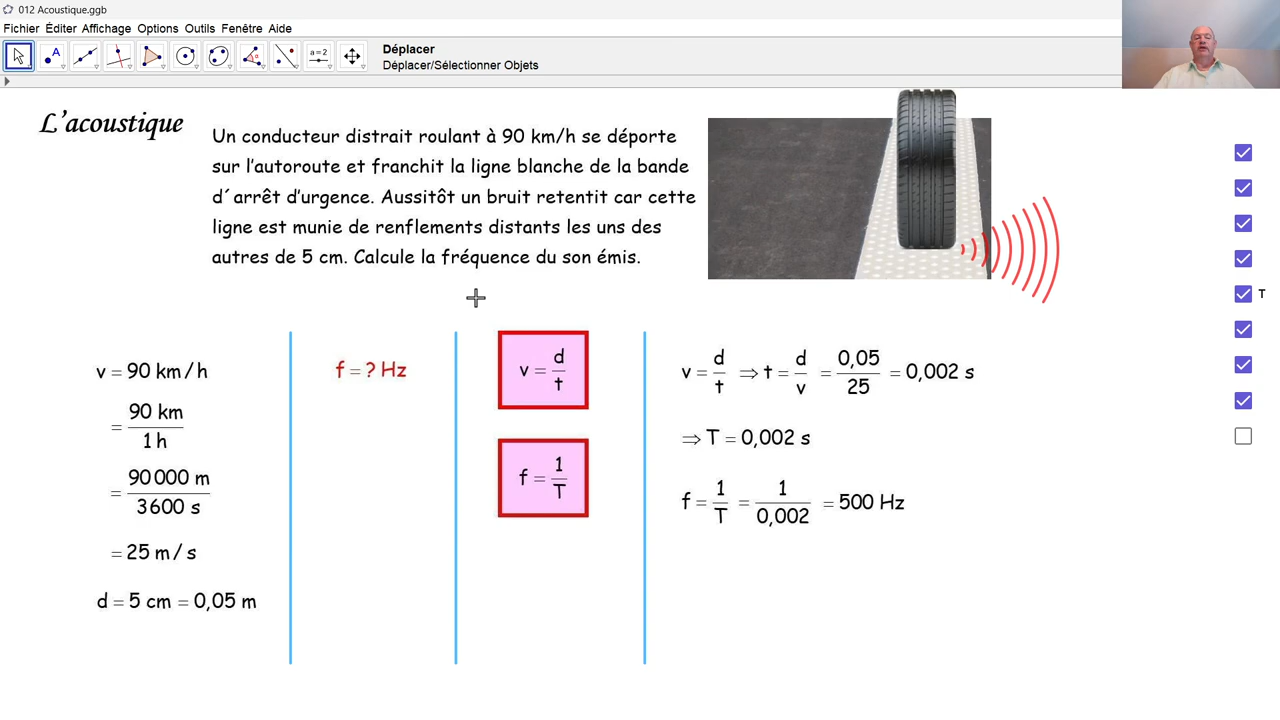 012 Acoustique.ggb
Fichier Éditer Affichage Options Outils Fenêtre Aide
A
α
a=2
Déplacer
Déplacer/Sélectionner Objets
L'acoustique
Un conducteur distrait roulant à 90 km/h se déporte
sur l'autoroute et franchit la ligne blanche de la bande
d´arrêt d'urgence. Aussitôt un bruit retentit car cette
ligne est munie de renflements distants les uns des
autres de 5 cm. Calcule la fréquence du son émis.
T
v = 90 km/h
= 90 km / 1 h
= 90 000 m / 3600 s
= 25 m/s
d = 5 cm = 0,05 m
f = ? Hz
v = d / t
f = 1 / T
v = d / t ⇒ t = d / v = 0,05 / 25 = 0,002 s
⇒ T = 0,002 s
f = 1 / T = 1 / 0,002 = 500 Hz